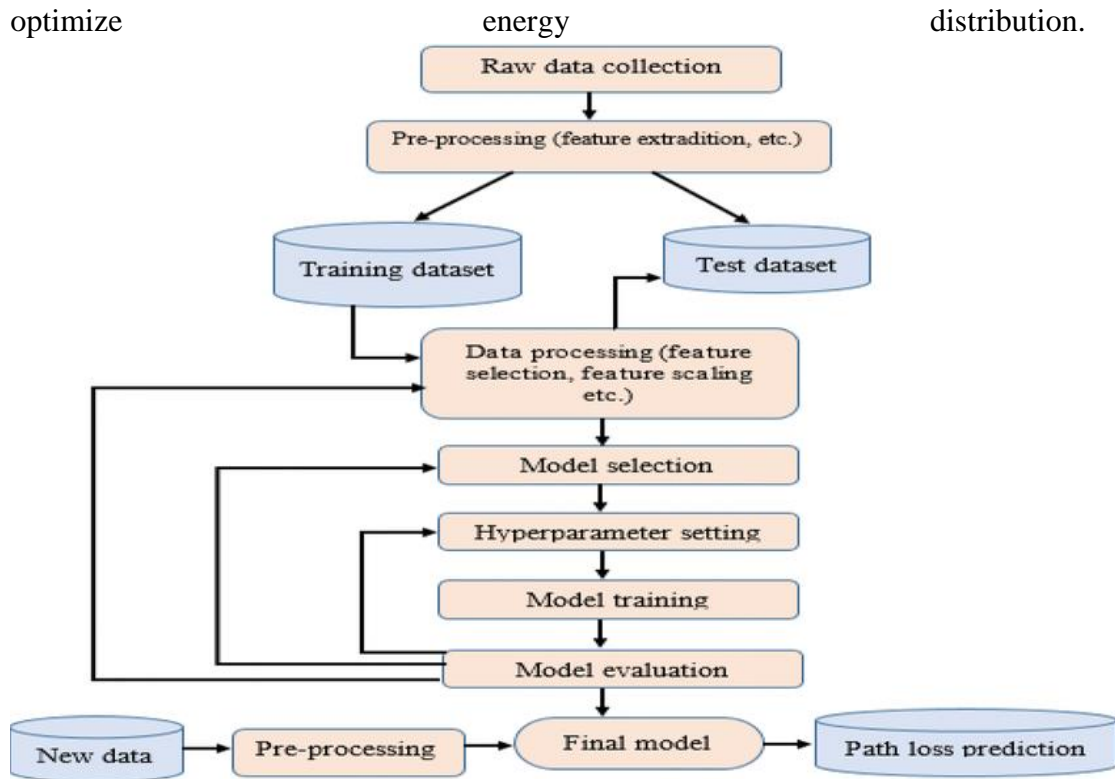 optimize energy distribution.
Raw data collection
Pre-processing (feature extradition, etc.)
Training dataset
Test dataset
Data processing (feature
selection, feature scaling
etc.)
Model selection
Hyperparameter setting
Model training
Model evaluation
New data
Pre-processing
Final model
Path loss prediction